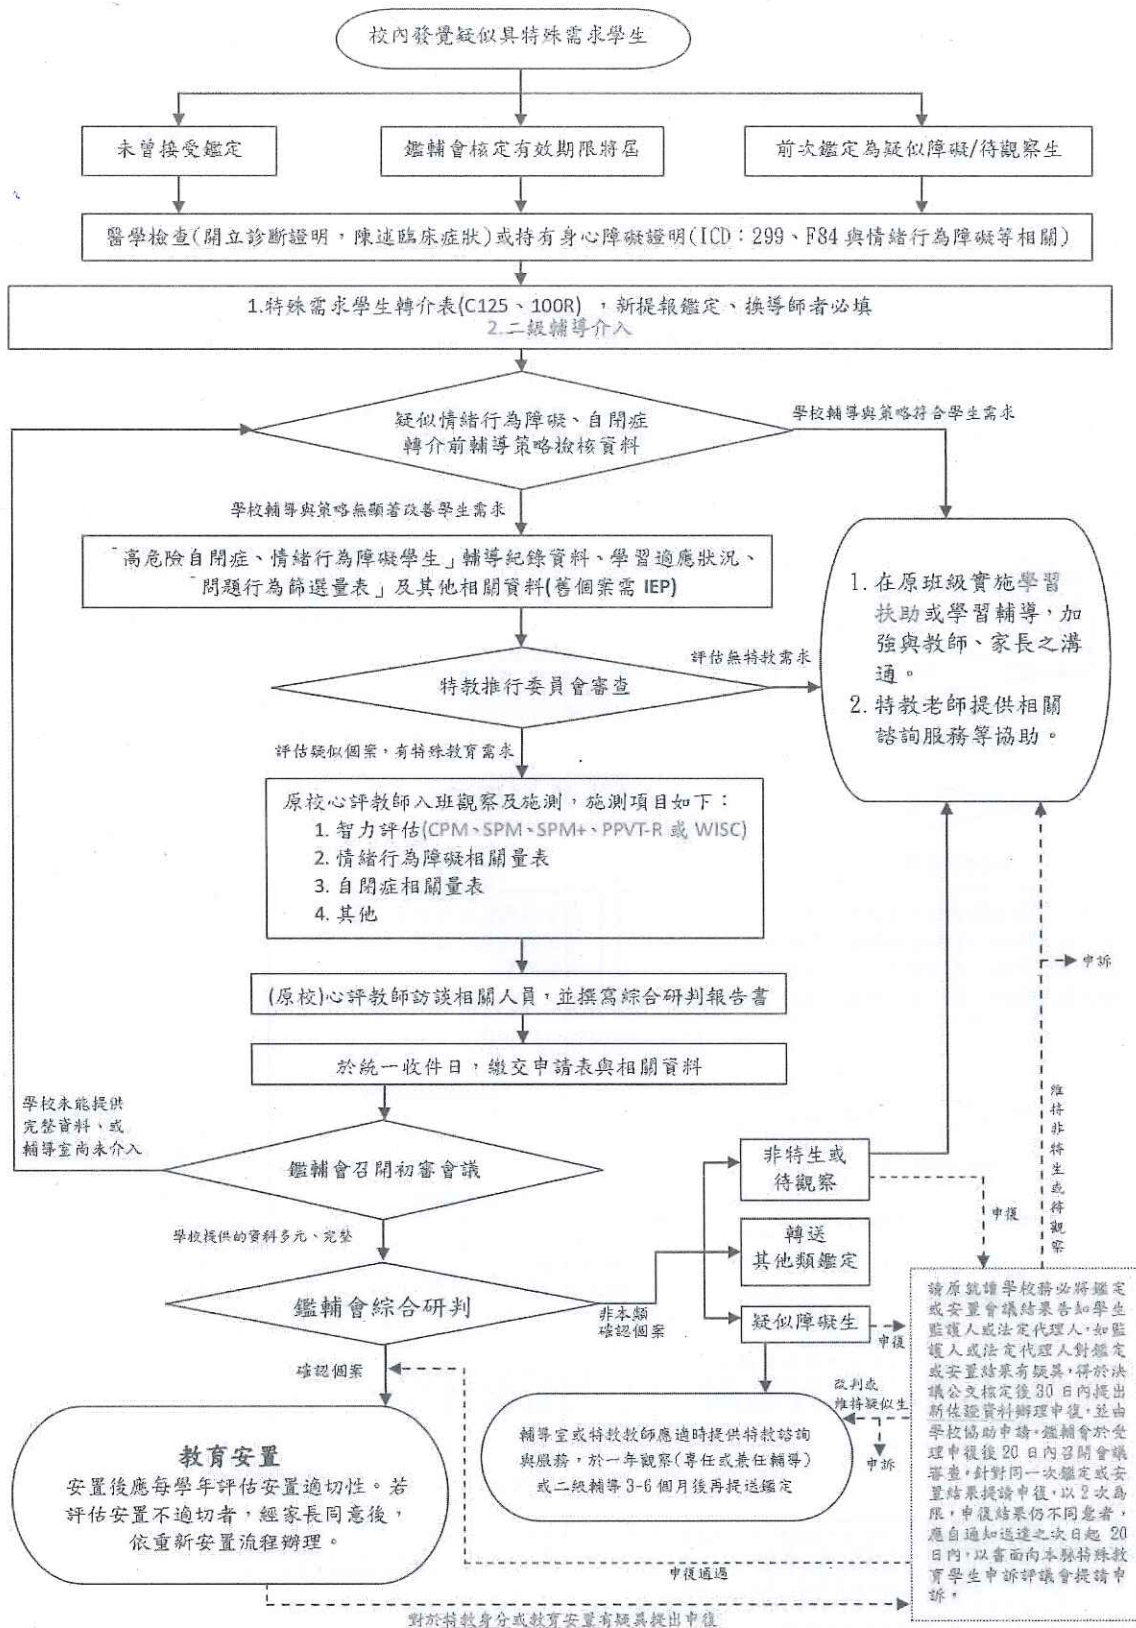 校內發覺疑似具特殊需求學生
未曾接受鑑定
鑑輔會核定有效期限將屆
前次鑑定為疑似障礙/待觀察生
醫學檢查(開立診斷證明，陳述臨床症狀)或持有身心障礙證明(ICD：299、F84 與情緒行為障礙等相關)
1.特殊需求學生轉介表(C125、100R) ，新提報鑑定、換導師者必填
2.二級輔導介入
疑似情緒行為障礙、自閉症
轉介前輔導策略檢核資料
學校輔導與策略符合學生需求
學校輔導與策略無顯著改善學生需求
「高危險自閉症、情緒行為障礙學生」輔導紀錄資料、學習適應狀況、
「問題行為篩選量表」及其他相關資料(舊個案需 IEP)
1. 在原班級實施學習
扶助或學習輔導，加
強與教師、家長之溝
通。
2. 特教老師提供相關
諮詢服務等協助。
特教推行委員會審查
評估無特教需求
評估疑似個案，有特殊教育需求
原校心評教師入班觀察及施測，施測項目如下：
1. 智力評估(CPM、SPM、SPM+、PPVT-R 或 WISC)
2. 情緒行為障礙相關量表
3. 自閉症相關量表
4. 其他
申訴
(原校)心評教師訪談相關人員，並撰寫綜合研判報告書
於統一收件日，繳交申請表與相關資料
學校未能提供
完整資料、或
輔導室尚未介入
鑑輔會召開初審會議
學校提供的資料多元、完整
鑑輔會綜合研判
非本類
確認個案
非特生或
待觀察
申復
維持非特生或待觀察
轉送
其他類鑑定
疑似障礙生
申復
確認個案
教育安置
安置後應每學年評估安置適切性。若
評估安置不適切者，經家長同意後，
依重新安置流程辦理。
改判或
維持疑似生
申訴
輔導室或特教教師應適時提供特教諮詢
與服務，於一年觀察(專任或兼任輔導)
或二級輔導 3-6 個月後再提送鑑定
請原就讀學校務必將鑑定
或安置會議結果告知學生
監護人或法定代理人，如監
護人或法定代理人對鑑定
或安置結果有疑異，得於決
議公文核定後 30 日內提出
新佐證資料辦理申復，並由
學校協助申請。鑑輔會於受
理申復後 20 日內召開會議
審查，針對同一次鑑定或安
置結果提請申復，以 2 次為
限，申復結果仍不同意者，
應自通知送達之次日起 20
日內，以書面向本縣特殊教
育學生申訴評議會提請申
訴。
申復通過
對於特教身分或教育安置有疑異提出申復